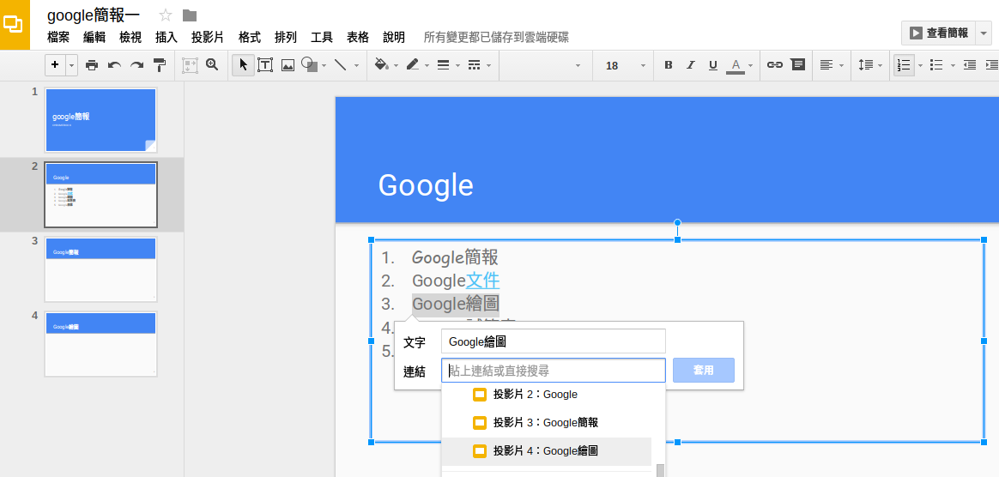 google簡報一
檔案 編輯 檢視 插入 投影片 格式 排列 工具 表格 說明 所有變更都已儲存到雲端硬碟
查看簡報
18 B I U A
1
google簡報
2
Google
3
Google簡報
4
Google繪圖
Google
1. Google簡報
2. Google文件
3. Google繪圖
4.
5.
文字 Google繪圖
連結 貼上連結或直接搜尋 套用
投影片 2：Google
投影片 3：Google簡報
投影片 4：Google繪圖